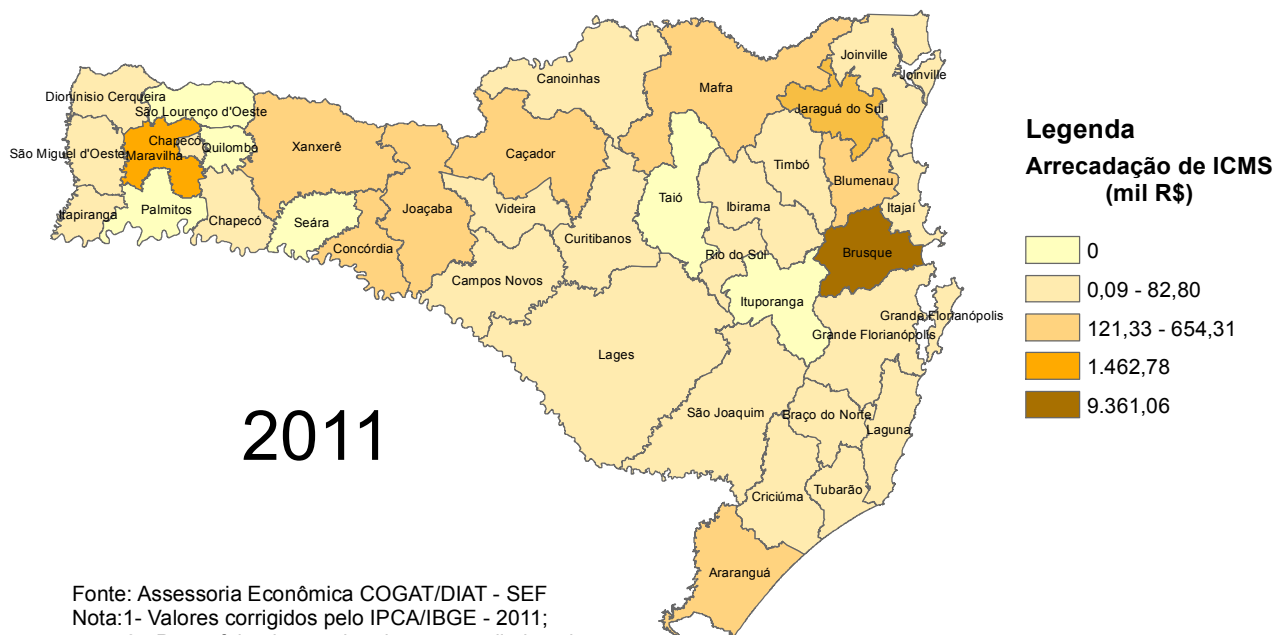 Joinville
Canoinhas
Joinville
Mafra
Dionísio Cerqueira
São Lourenço d'Oeste
Jaraguá do Sul
Chapecó
Quilombo
Xanxerê
São Miguel d'Oeste
Maravilha
Caçador
Timbó
Blumenau
Taió
Ibirama
Itajaí
Itapiranga
Palmitos
Chapecó
Seára
Joaçaba
Videira
Curitibanos
Concórdia
Rio do Sul
Brusque
Campos Novos
Ituporanga
Grande Florianópolis
Grande Florianópolis
Lages
São Joaquim
Braço do Norte
Laguna
Tubarão
Criciúma
Araranguá
2011
Legenda
Arrecadação de ICMS
(mil R$)
0
0,09 - 82,80
121,33 - 654,31
1.462,78
9.361,06
Fonte: Assessoria Econômica COGAT/DIAT - SEF
Nota:1- Valores corrigidos pelo IPCA/IBGE - 2011;